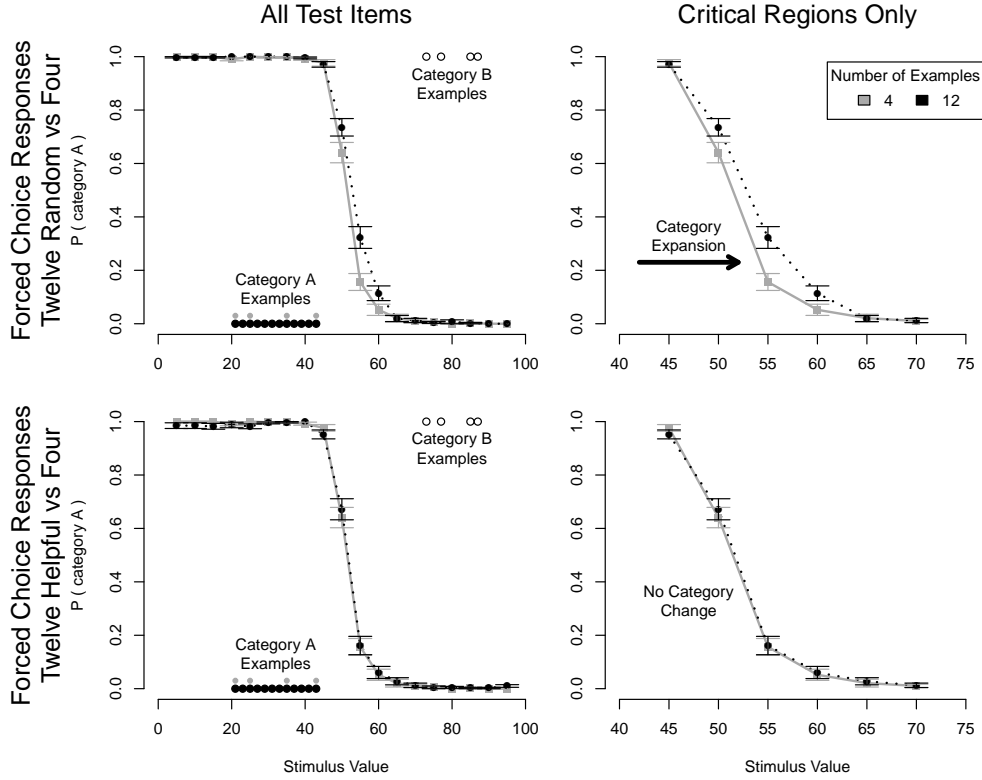 All Test Items
Critical Regions Only
Forced Choice Responses
Twelve Random vs Four
P ( category A )
1.0
0.8
0.6
0.4
0.2
0.0
Category B
Examples
Category A
Examples
0 20 40 60 80 100
1.0
0.8
0.6
0.4
0.2
0.0
Number of Examples
4 12
Category
Expansion
40 45 50 55 60 65 70 75
Forced Choice Responses
Twelve Helpful vs Four
P ( category A )
1.0
0.8
0.6
0.4
0.2
0.0
Category B
Examples
Category A
Examples
0 20 40 60 80 100
Stimulus Value
1.0
0.8
0.6
0.4
0.2
0.0
No Category
Change
40 45 50 55 60 65 70 75
Stimulus Value